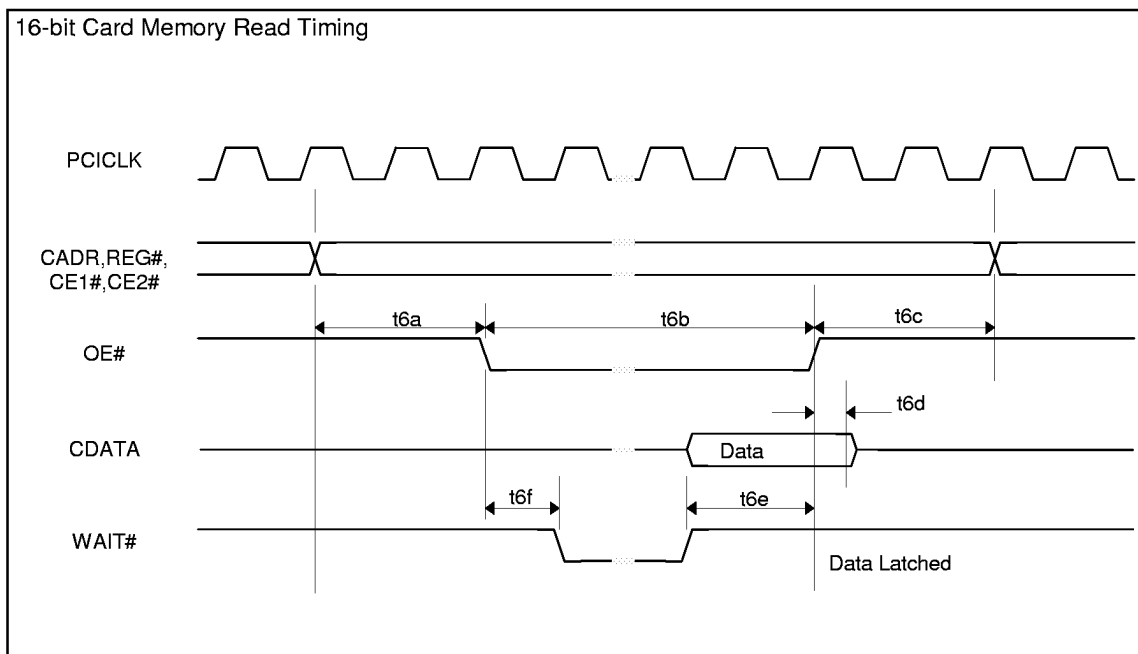 16-bit Card Memory Read Timing
PCICLK
CADR,REG#,
CE1#,CE2#
t6a
t6b
t6c
OE#
t6d
CDATA
Data
t6f
t6e
WAIT#
Data Latched